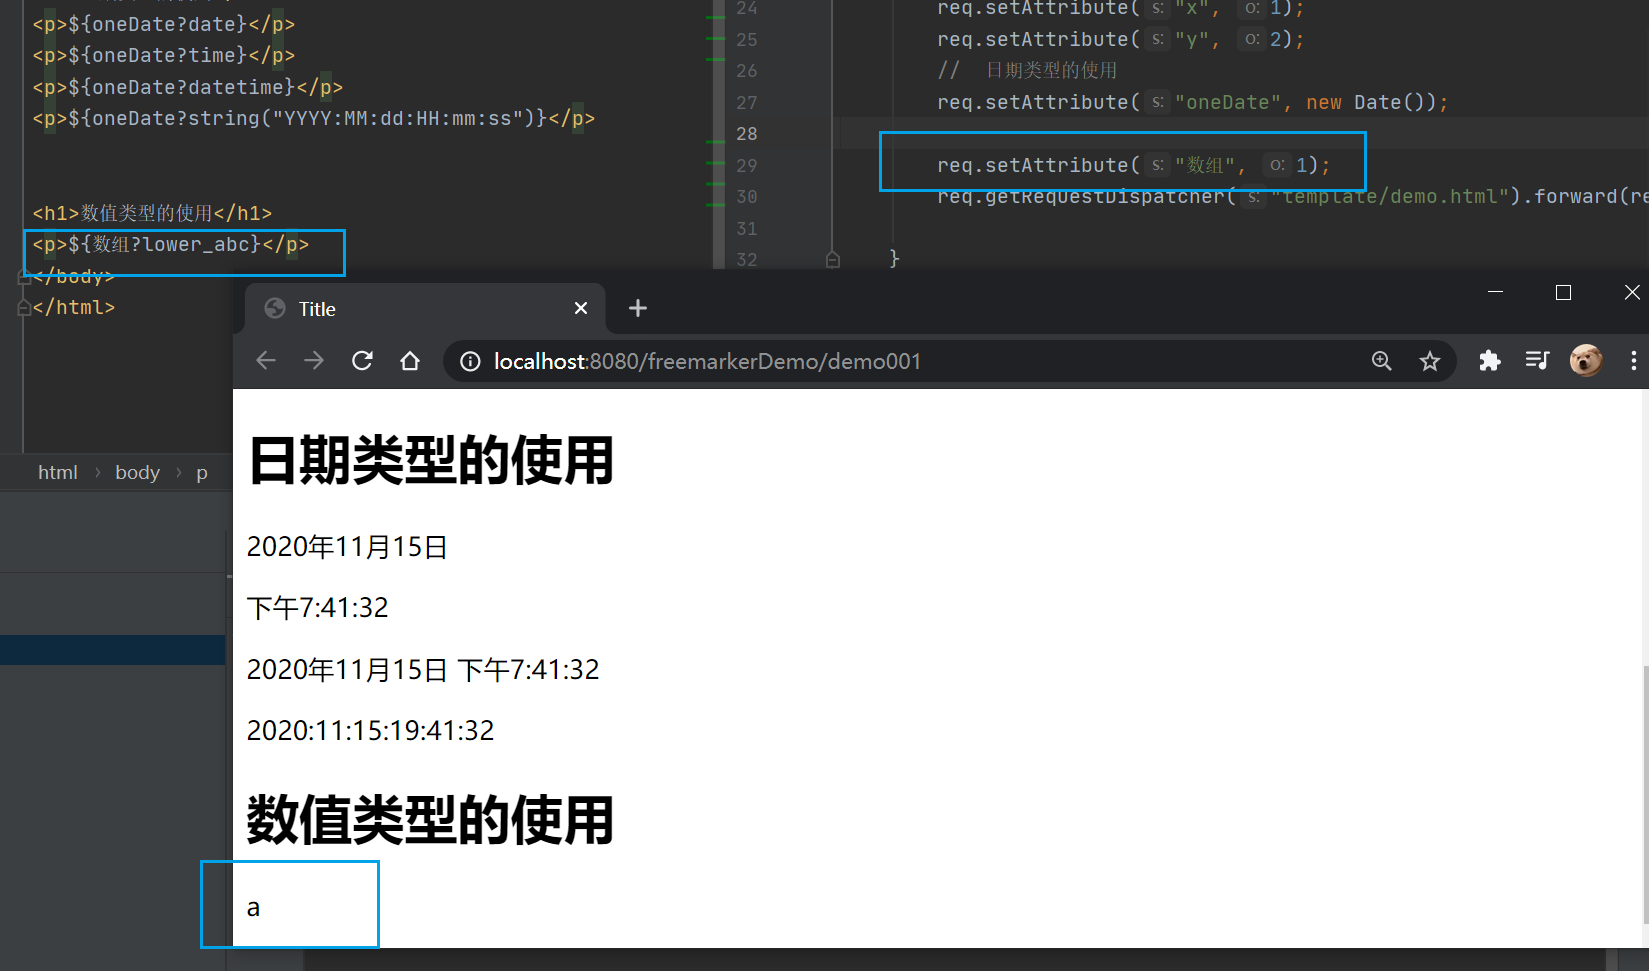 <p>${oneDate?date}</p>
<p>${oneDate?time}</p>
<p>${oneDate?datetime}</p>
<p>${oneDate?string("YYYY:MM:dd:HH:mm:ss")}</p>
<h1>数值类型的使用</h1>
<p>${数组?lower_abc}</p>
</body>
</html>
html › body › p
24 req.setAttribute( s: "x", o: 1);
25 req.setAttribute( s: "y", o: 2);
26 // 日期类型的使用
27 req.setAttribute( s: "oneDate", new Date());
28
29 req.setAttribute( s: "数组", o: 1);
30 req.getRequestDispatcher( s: "template/demo.html").forward(re
31
32 }
Title
localhost:8080/freemarkerDemo/demo001
日期类型的使用
2020年11月15日
下午7:41:32
2020年11月15日 下午7:41:32
2020:11:15:19:41:32
数值类型的使用
a